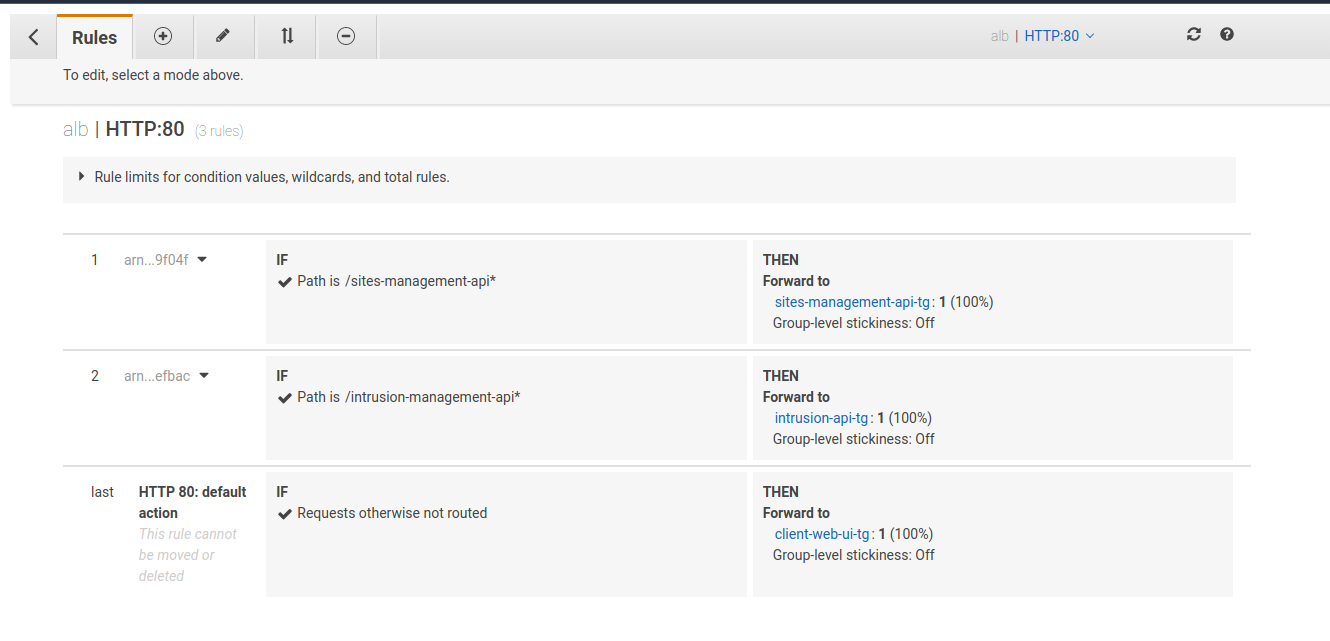 Rules
alb | HTTP:80
To edit, select a mode above.
alb | HTTP:80 (3 rules)
Rule limits for condition values, wildcards, and total rules.
1 arn...9f04f
IF
Path is /sites-management-api*
THEN
Forward to
sites-management-api-tg: 1 (100%)
Group-level stickiness: Off
2 arn...efbac
IF
Path is /intrusion-management-api*
THEN
Forward to
intrusion-api-tg: 1 (100%)
Group-level stickiness: Off
last HTTP 80: default
action
This rule cannot
be moved or
deleted
IF
Requests otherwise not routed
THEN
Forward to
client-web-ui-tg: 1 (100%)
Group-level stickiness: Off